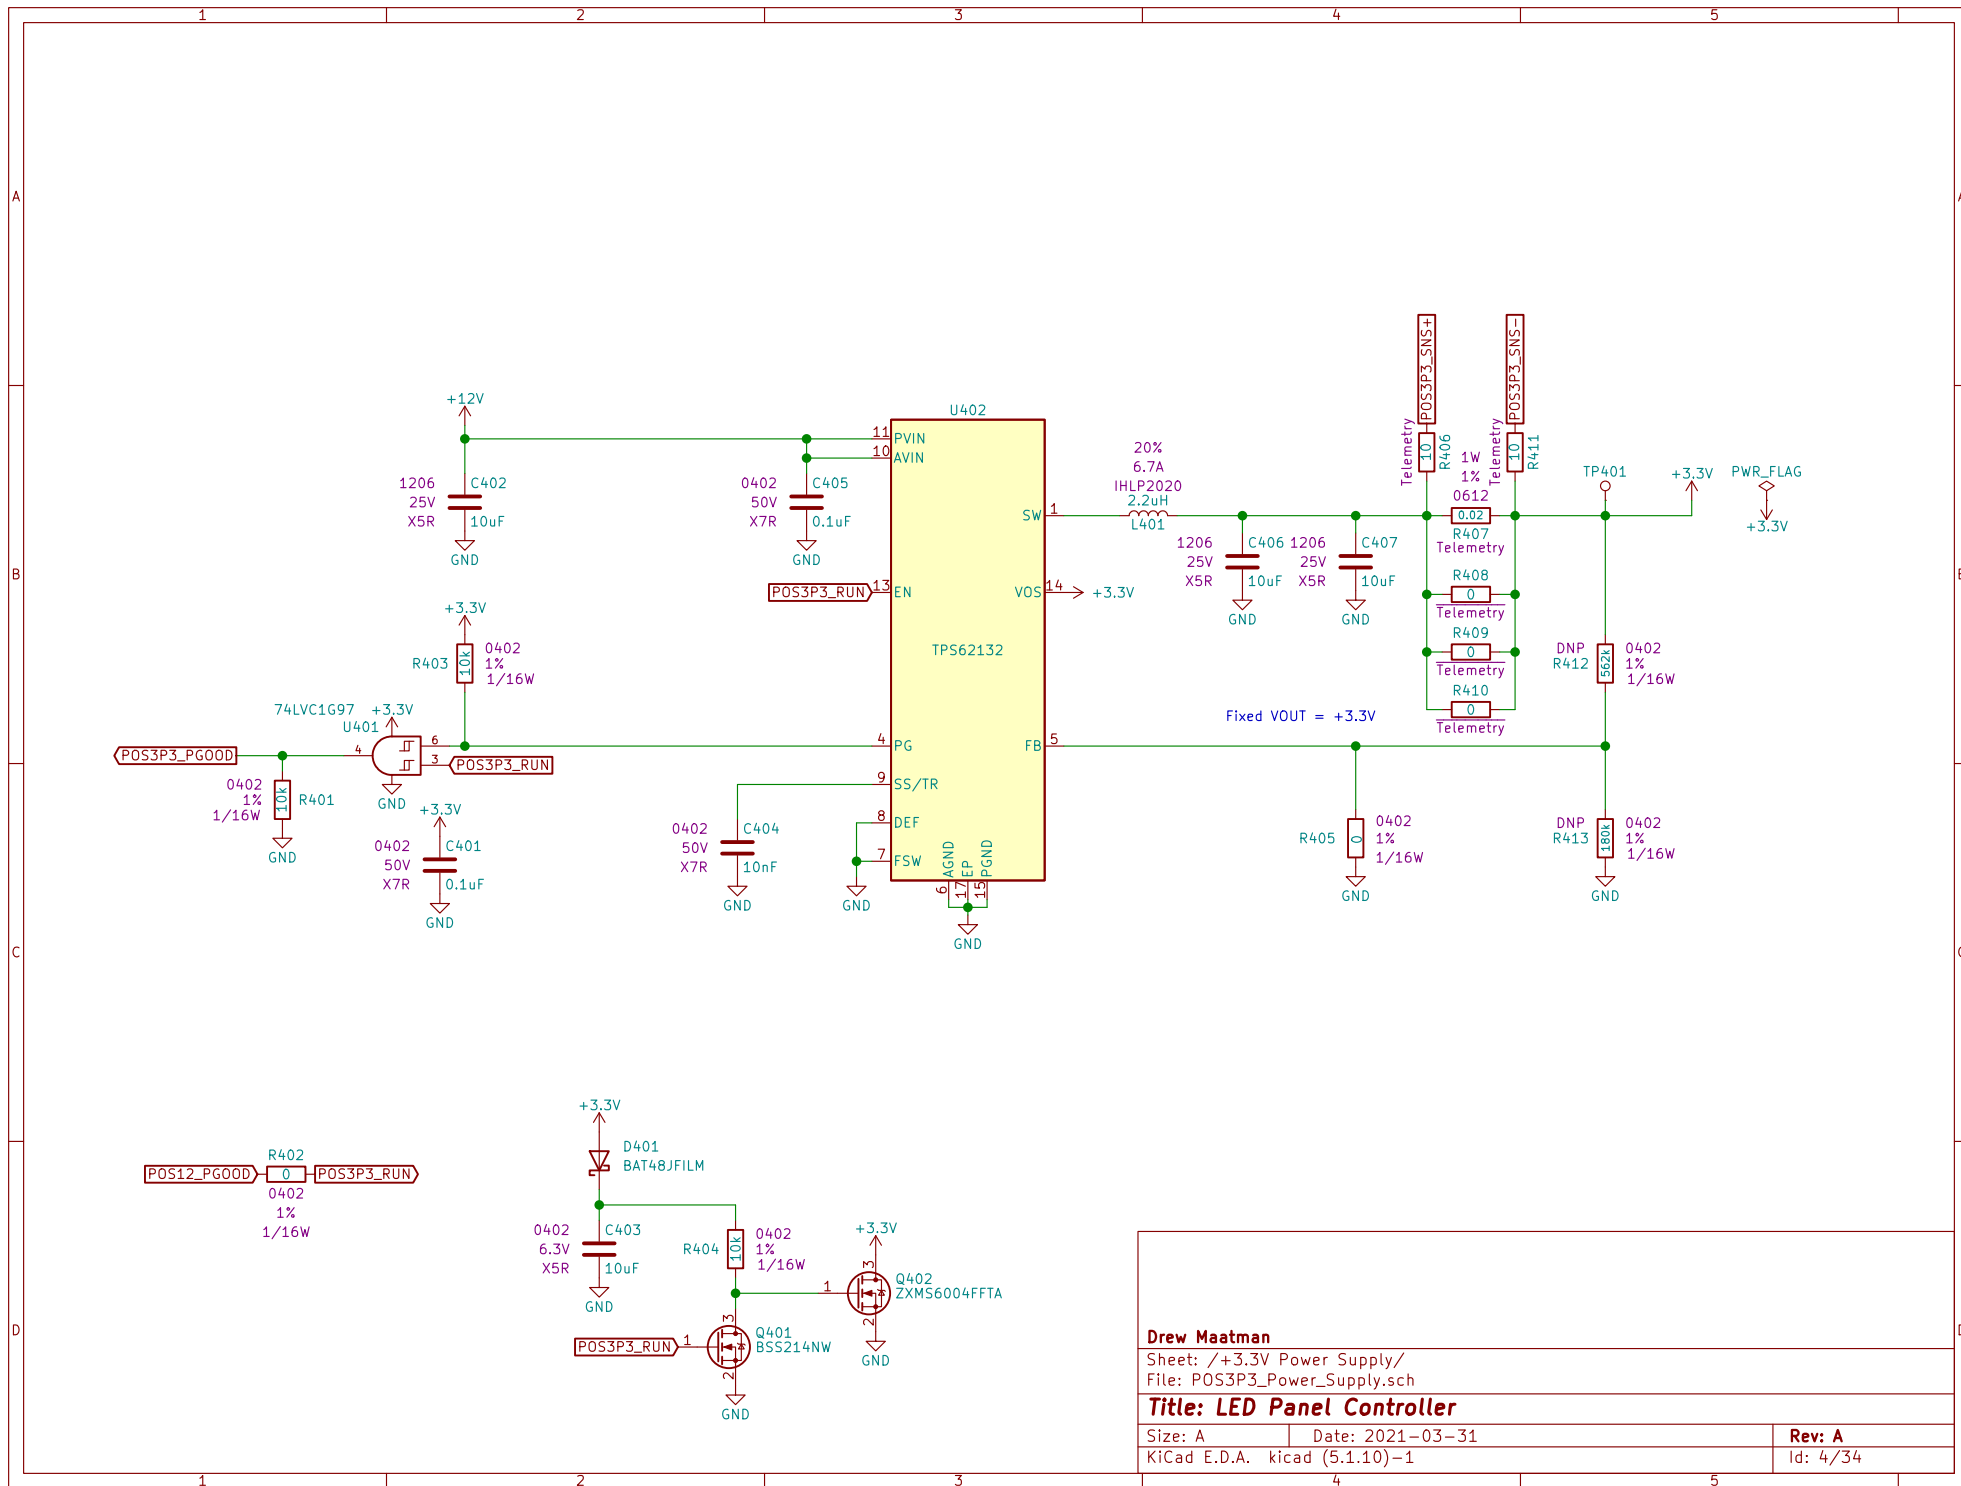 1 2 3 4 5
A
B
C
D
+12V
1206
25V
X5R
C402
10uF
GND
0402
50V
X7R
C405
0.1uF
GND
U402
TPS62132
11 PVIN
10 AVIN
13 EN
4 PG
9 SS/TR
8 DEF
7 FSW
SW 1
VOS 14
FB 5
6 AGND
17 EP
15 PGND
GND
POS3P3_RUN
+3.3V
R403
10k
0402
1%
1/16W
74LVC1G97
+3.3V
U401
4
6
3
POS3P3_RUN
GND
POS3P3_PGOOD
0402
1%
1/16W
10k
R401
GND
+3.3V
0402
50V
X7R
C401
0.1uF
GND
0402
50V
X7R
C404
10nF
GND
GND
20%
6.7A
IHLP2020
2.2uH
L401
+3.3V
1206
25V
X5R
C406
10uF
GND
1206
25V
X5R
C407
10uF
GND
POS3P3_SNS+
POS3P3_SNS-
Telemetry
10
R406
Telemetry
10
R411
1W
1%
0612
0.02
R407
Telemetry
R408
0
Telemetry
R409
0
Telemetry
R410
0
Telemetry
TP401
+3.3V
PWR_FLAG
+3.3V
Fixed VOUT = +3.3V
DNP
R412
562k
0402
1%
1/16W
R405
0
0402
1%
1/16W
GND
DNP
R413
180k
0402
1%
1/16W
GND
POS12_PGOOD
R402
0
POS3P3_RUN
0402
1%
1/16W
+3.3V
D401
BAT48JFILM
0402
6.3V
X5R
C403
10uF
GND
R404
10k
0402
1%
1/16W
POS3P3_RUN
1
3
2
Q401
BSS214NW
GND
+3.3V
1
3
2
Q402
ZXMS6004FFTA
GND
Drew Maatman
Sheet: /+3.3V Power Supply/
File: POS3P3_Power_Supply.sch
Title: LED Panel Controller
Size: A Date: 2021-03-31 Rev: A
KiCad E.D.A. kicad (5.1.10)-1 Id: 4/34
1 2 3 4 5